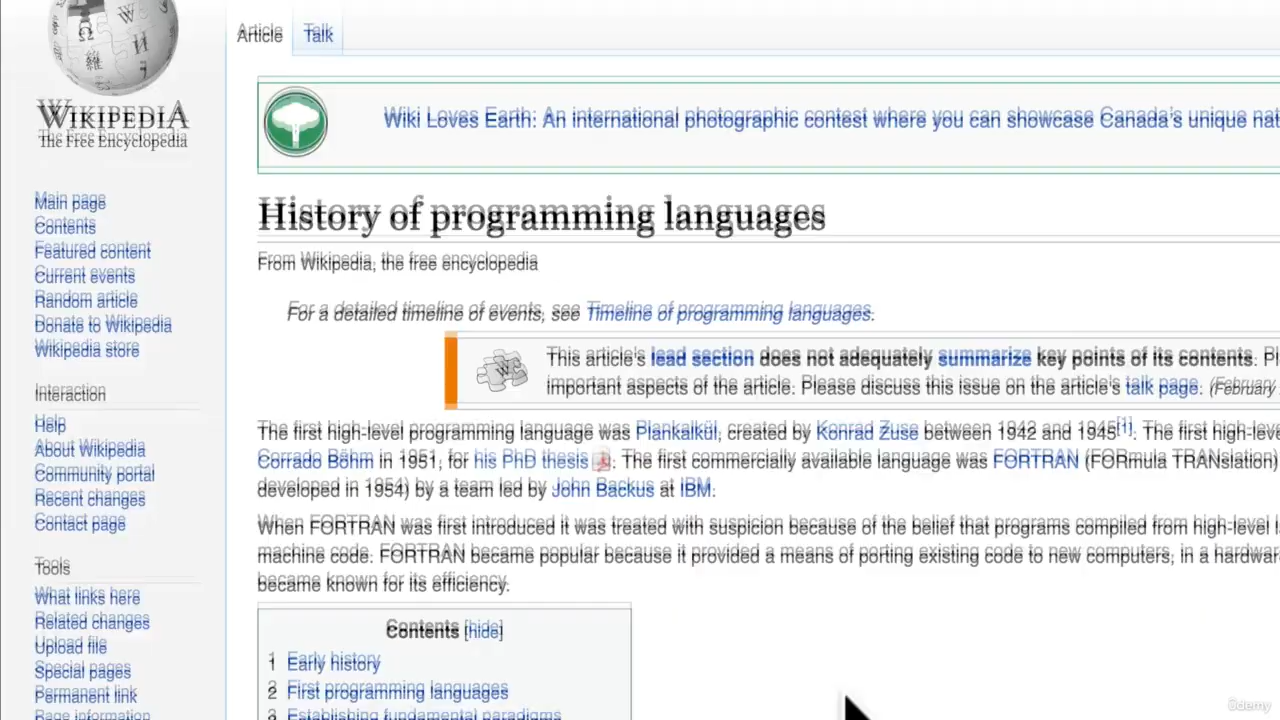 Article Talk
WIKIPEDIA
The Free Encyclopedia
Main page
Contents
Featured content
Current events
Random article
Donate to Wikipedia
Wikipedia store
Interaction
Help
About Wikipedia
Community portal
Recent changes
Contact page
Tools
What links here
Related changes
Upload file
Special pages
Permanent link
Page information
Wiki Loves Earth: An international photographic contest where you can showcase Canada's unique nat
History of programming languages
From Wikipedia, the free encyclopedia
For a detailed timeline of events, see Timeline of programming languages.
This article's lead section does not adequately summarize key points of its contents. Pl
important aspects of the article. Please discuss this issue on the article's talk page. (February
The first high-level programming language was Plankalkül, created by Konrad Zuse between 1942 and 1945[1]. The first high-leve
Corrado Böhm in 1951, for his PhD thesis. The first commercially available language was FORTRAN (FORmula TRANslation)
developed in 1954) by a team led by John Backus at IBM.
When FORTRAN was first introduced it was treated with suspicion because of the belief that programs compiled from high-level l
machine code. FORTRAN became popular because it provided a means of porting existing code to new computers, in a hardwar
became known for its efficiency.
Contents [hide]
1 Early history
2 First programming languages
3 Establishing fundamental paradigms
ûdemy